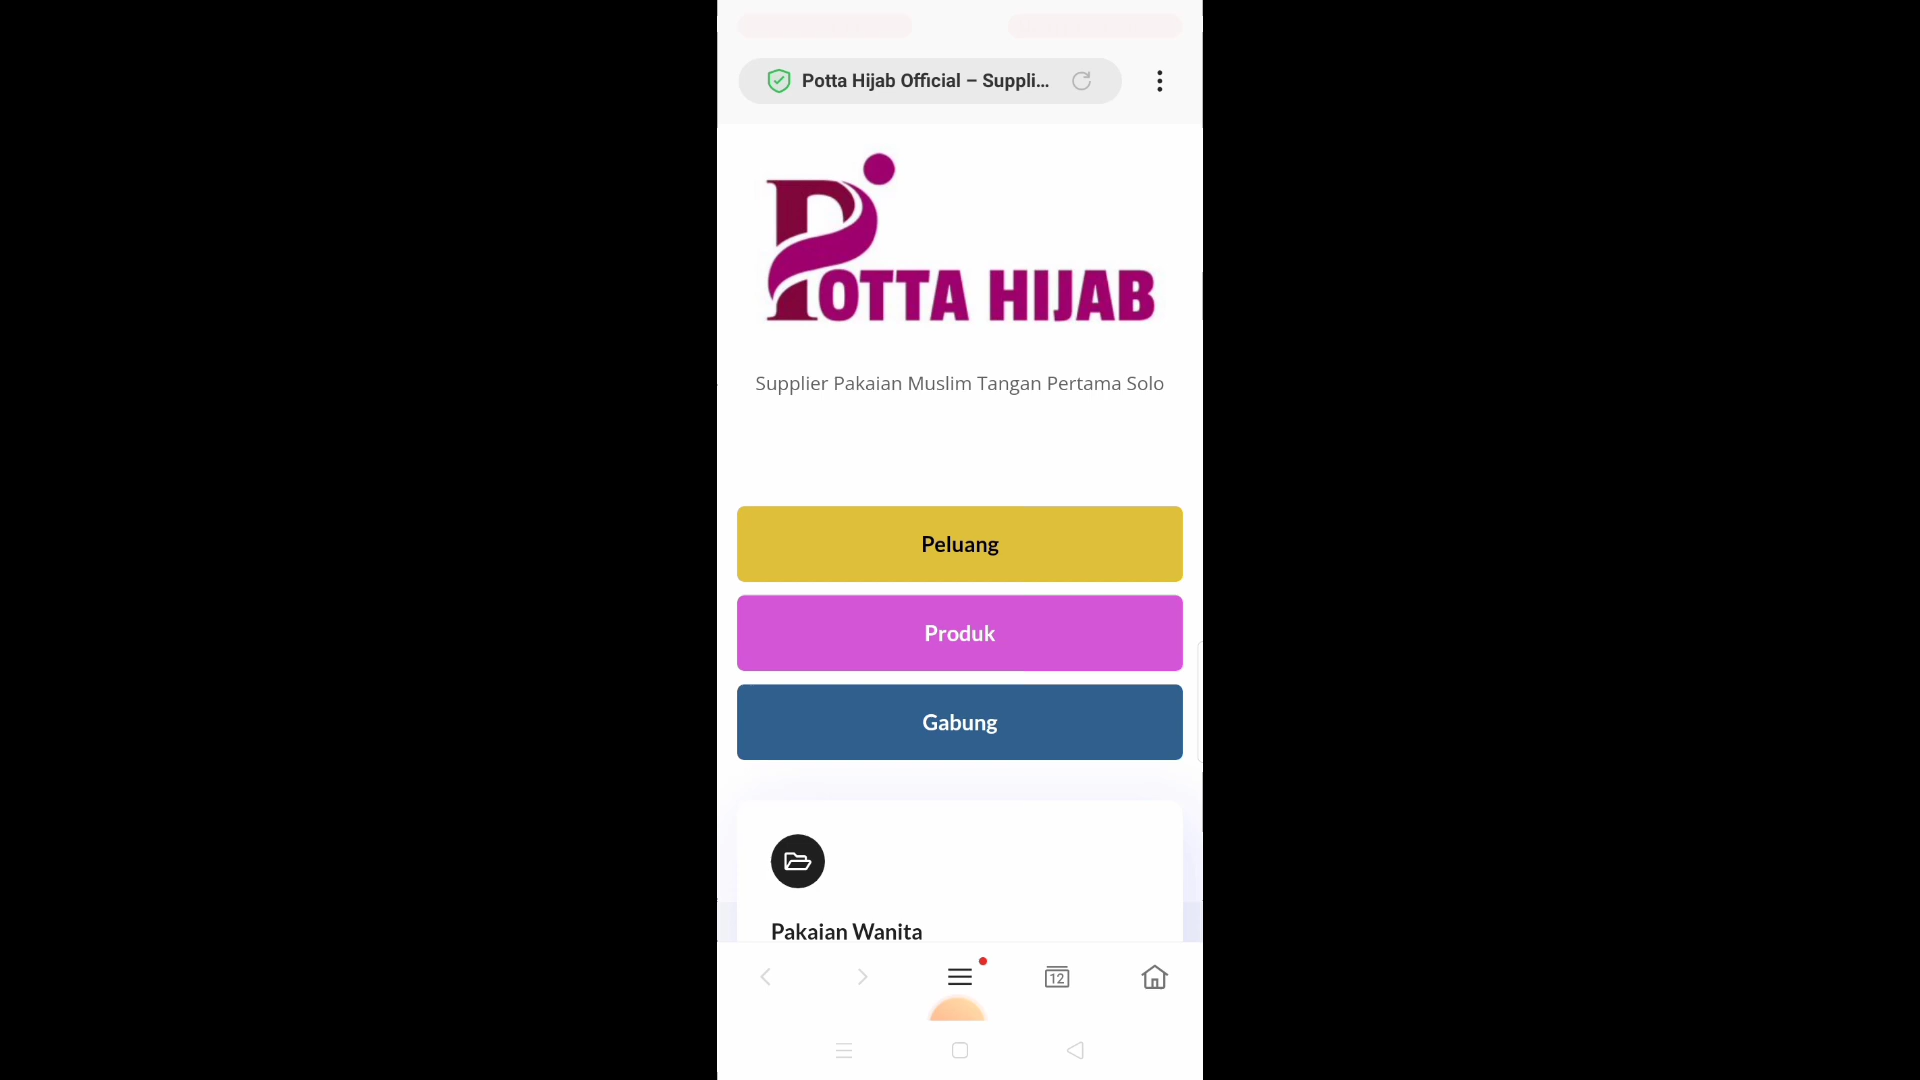 Potta Hijab Official – Suppli...
POTTA HIJAB
Supplier Pakaian Muslim Tangan Pertama Solo
Peluang
Produk
Gabung
Pakaian Wanita
12